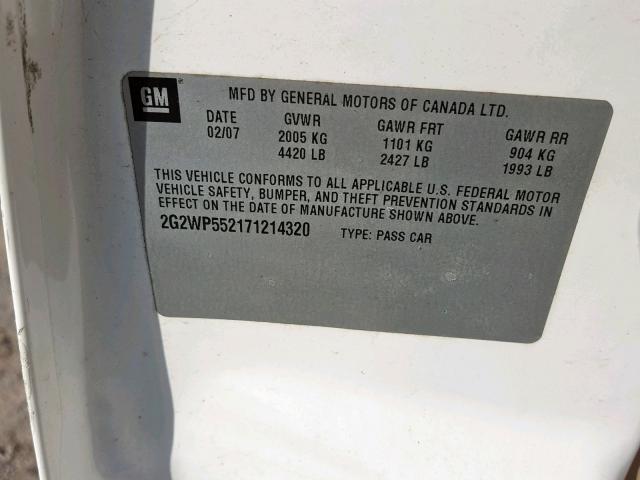 GM
MFD BY GENERAL MOTORS OF CANADA LTD.
DATE GVWR GAWR FRT GAWR RR
02/07 2005 KG 1101 KG 904 KG
4420 LB 2427 LB 1993 LB
THIS VEHICLE CONFORMS TO ALL APPLICABLE U.S. FEDERAL MOTOR
VEHICLE SAFETY, BUMPER, AND THEFT PREVENTION STANDARDS IN
EFFECT ON THE DATE OF MANUFACTURE SHOWN ABOVE.
2G2WP552171214320 TYPE: PASS CAR